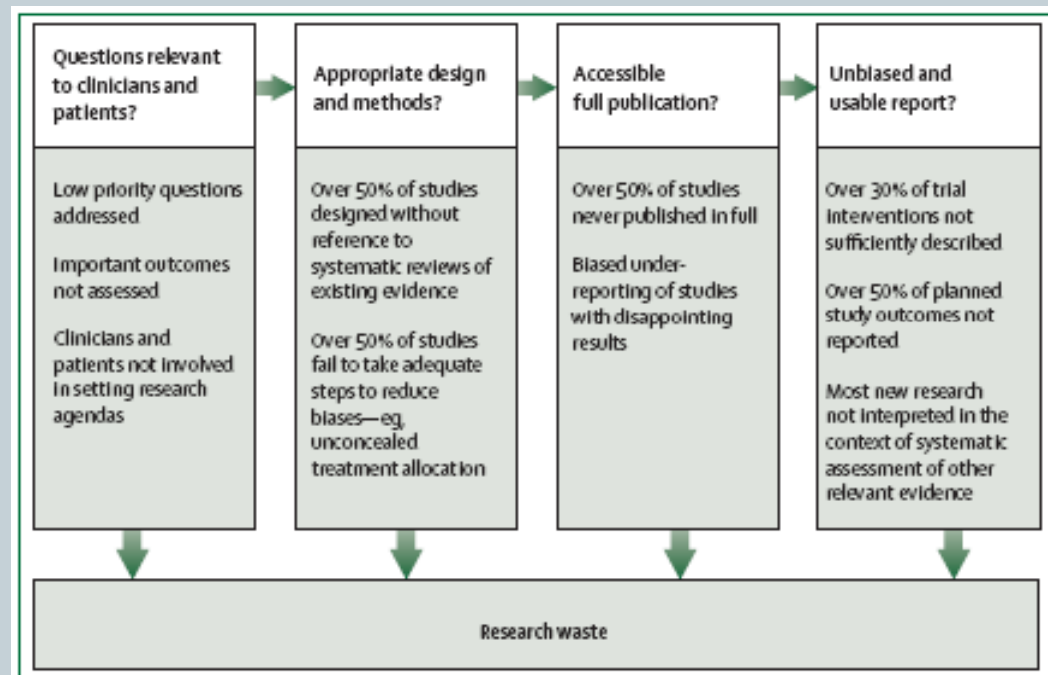 Questions relevant
to clinicians and
patients?
Low priority questions
addressed
Important outcomes
not assessed
Clinicians and
patients not involved
in setting research
agendas
Appropriate design
and methods?
Over 50% of studies
designed without
reference to
systematic reviews of
existing evidence
Over 50% of studies
fail to take adequate
steps to reduce
biases—eg,
unconcealed
treatment allocation
Accessible
full publication?
Over 50% of studies
never published in full
Biased under-
reporting of studies
with disappointing
results
Unbiased and
usable report?
Over 30% of trial
interventions not
sufficiently described
Over 50% of planned
study outcomes not
reported
Most new research
not interpreted in the
context of systematic
assessment of other
relevant evidence
Research waste